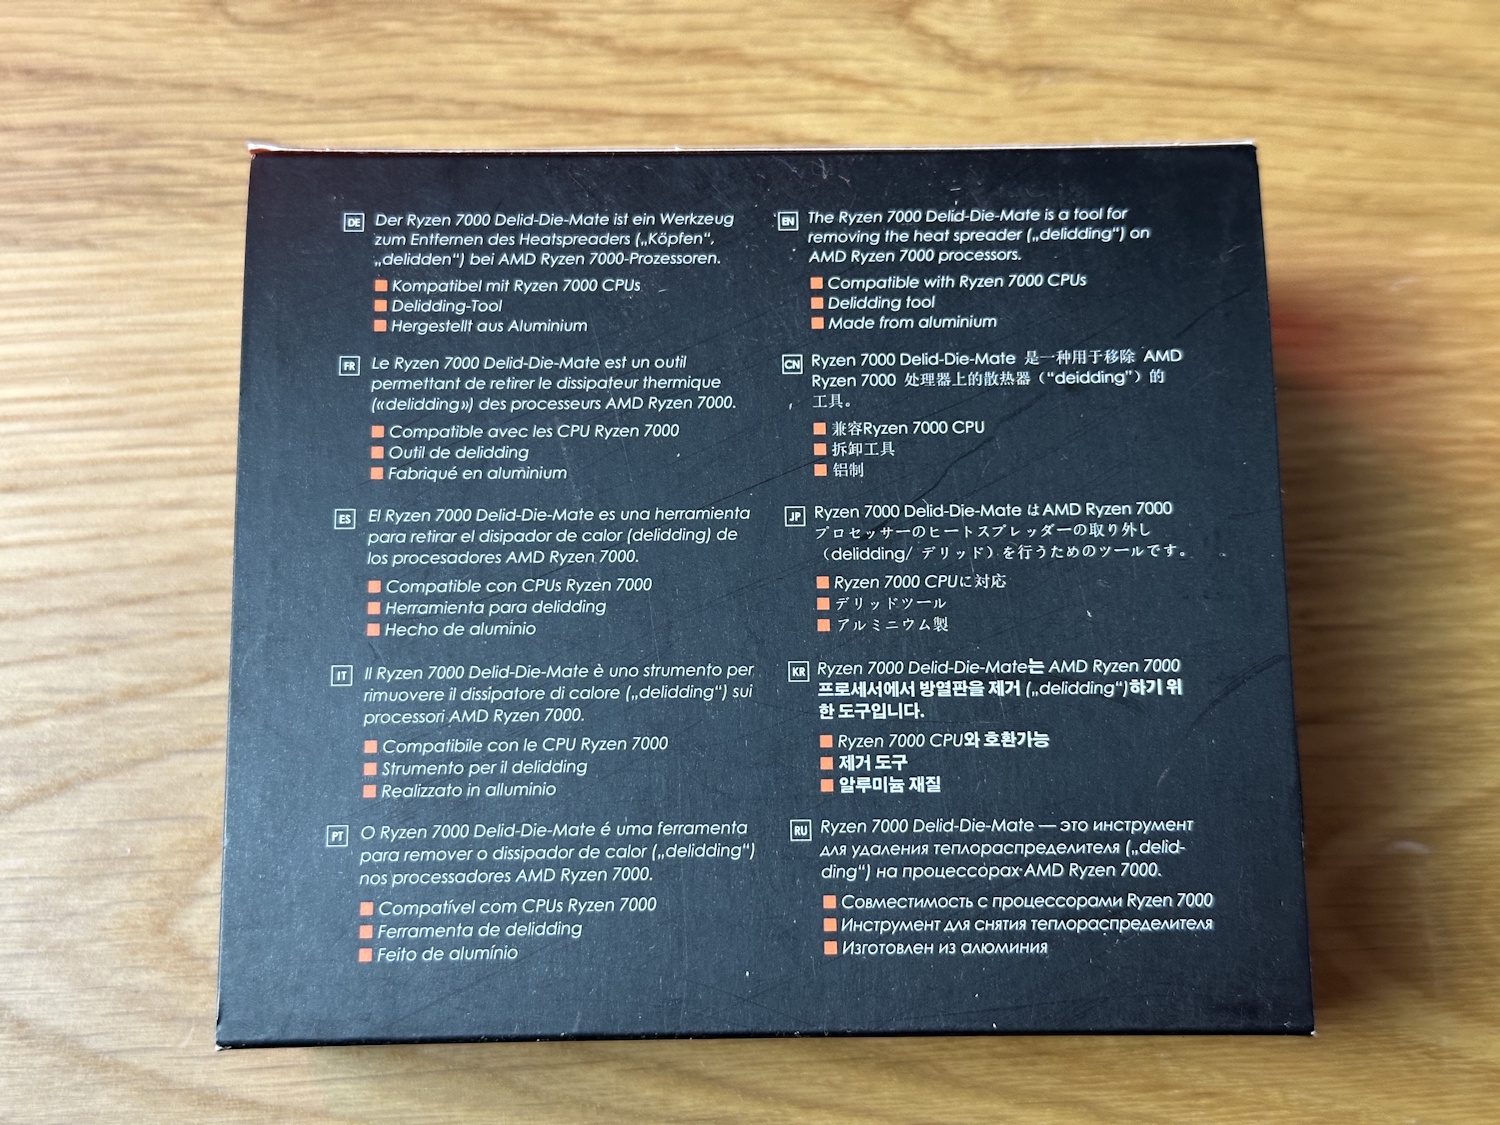 DE
Der Ryzen 7000 Delid-Die-Mate ist ein Werkzeug
zum Entfernen des Heatspreaders („Köpfen“,
„delidden“) bei AMD Ryzen 7000-Prozessoren.
Kompatibel mit Ryzen 7000 CPUs
Delidding-Tool
Hergestellt aus Aluminium
FR
Le Ryzen 7000 Delid-Die-Mate est un outil
permettant de retirer le dissipateur thermique
(«delidding») des processeurs AMD Ryzen 7000.
Compatible avec les CPU Ryzen 7000
Outil de delidding
Fabriqué en aluminium
ES
El Ryzen 7000 Delid-Die-Mate es una herramienta
para retirar el disipador de calor (delidding) de
los procesadores AMD Ryzen 7000.
Compatible con CPUs Ryzen 7000
Herramienta para delidding
Hecho de aluminio
IT
Il Ryzen 7000 Delid-Die-Mate è uno strumento per
rimuovere il dissipatore di calore („delidding“) sui
processori AMD Ryzen 7000.
Compatibile con le CPU Ryzen 7000
Strumento per il delidding
Realizzato in alluminio
PT
O Ryzen 7000 Delid-Die-Mate é uma ferramenta
para remover o dissipador de calor („delidding“)
nos processadores AMD Ryzen 7000.
Compatível com CPUs Ryzen 7000
Ferramenta de delidding
Feito de alumínio
EN
The Ryzen 7000 Delid-Die-Mate is a tool for
removing the heat spreader („delidding“) on
AMD Ryzen 7000 processors.
Compatible with Ryzen 7000 CPUs
Delidding tool
Made from aluminium
CN
Ryzen 7000 Delid-Die-Mate 是一种用于移除 AMD
Ryzen 7000 处理器上的散热器（“deidding”）的
工具。
兼容Ryzen 7000 CPU
拆卸工具
铝制
JP
Ryzen 7000 Delid-Die-Mate はAMD Ryzen 7000
プロセッサーのヒートスプレッダーの取り外し
（delidding/ デリッド）を行うためのツールです。
Ryzen 7000 CPUに対応
デリッドツール
アルミニウム製
KR
Ryzen 7000 Delid-Die-Mate는 AMD Ryzen 7000
프로세서에서 방열판을 제거 („delidding“)하기 위
한 도구입니다.
Ryzen 7000 CPU와 호환가능
제거 도구
알루미늄 재질
RU
Ryzen 7000 Delid-Die-Mate — это инструмент
для удаления теплораспределителя („delid-
ding“) на процессорах AMD Ryzen 7000.
Совместимость с процессорами Ryzen 7000
Инструмент для снятия теплораспределителя
Изготовлен из алюминия